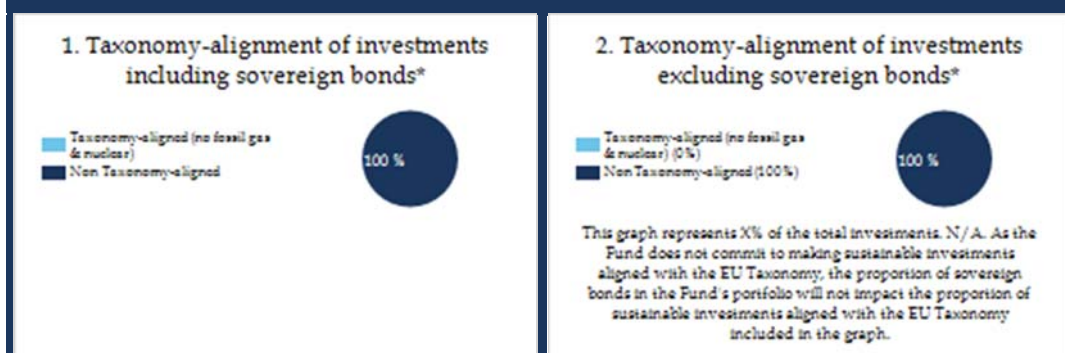 1. Taxonomy-alignment of investments
including sovereign bonds*
Taxonomy-aligned (no fossil gas
& nuclear)
Non Taxonomy-aligned
100 %
2. Taxonomy-alignment of investments
excluding sovereign bonds*
Taxonomy-aligned (no fossil gas
& nuclear) (0%)
Non Taxonomy-aligned (100%)
100 %
This graph represents X% of the total investments. N/A. As the
Fund does not commit to making sustainable investments
aligned with the EU Taxonomy, the proportion of sovereign
bonds in the Fund's portfolio will not impact the proportion of
sustainable investments aligned with the EU Taxonomy
included in the graph.